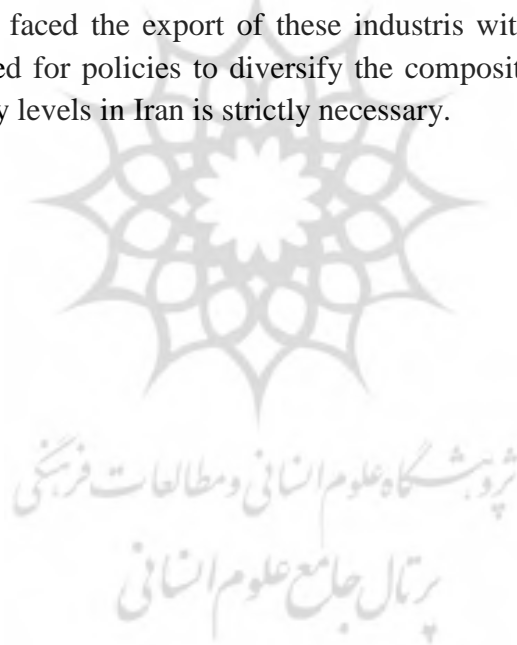 faced the export of these industris wit
ed for policies to diversify the composit
y levels in Iran is strictly necessary.
پژوهشگاه علوم انسانی و مطالعات فرهنگی
پرتال جامع علوم انسانی